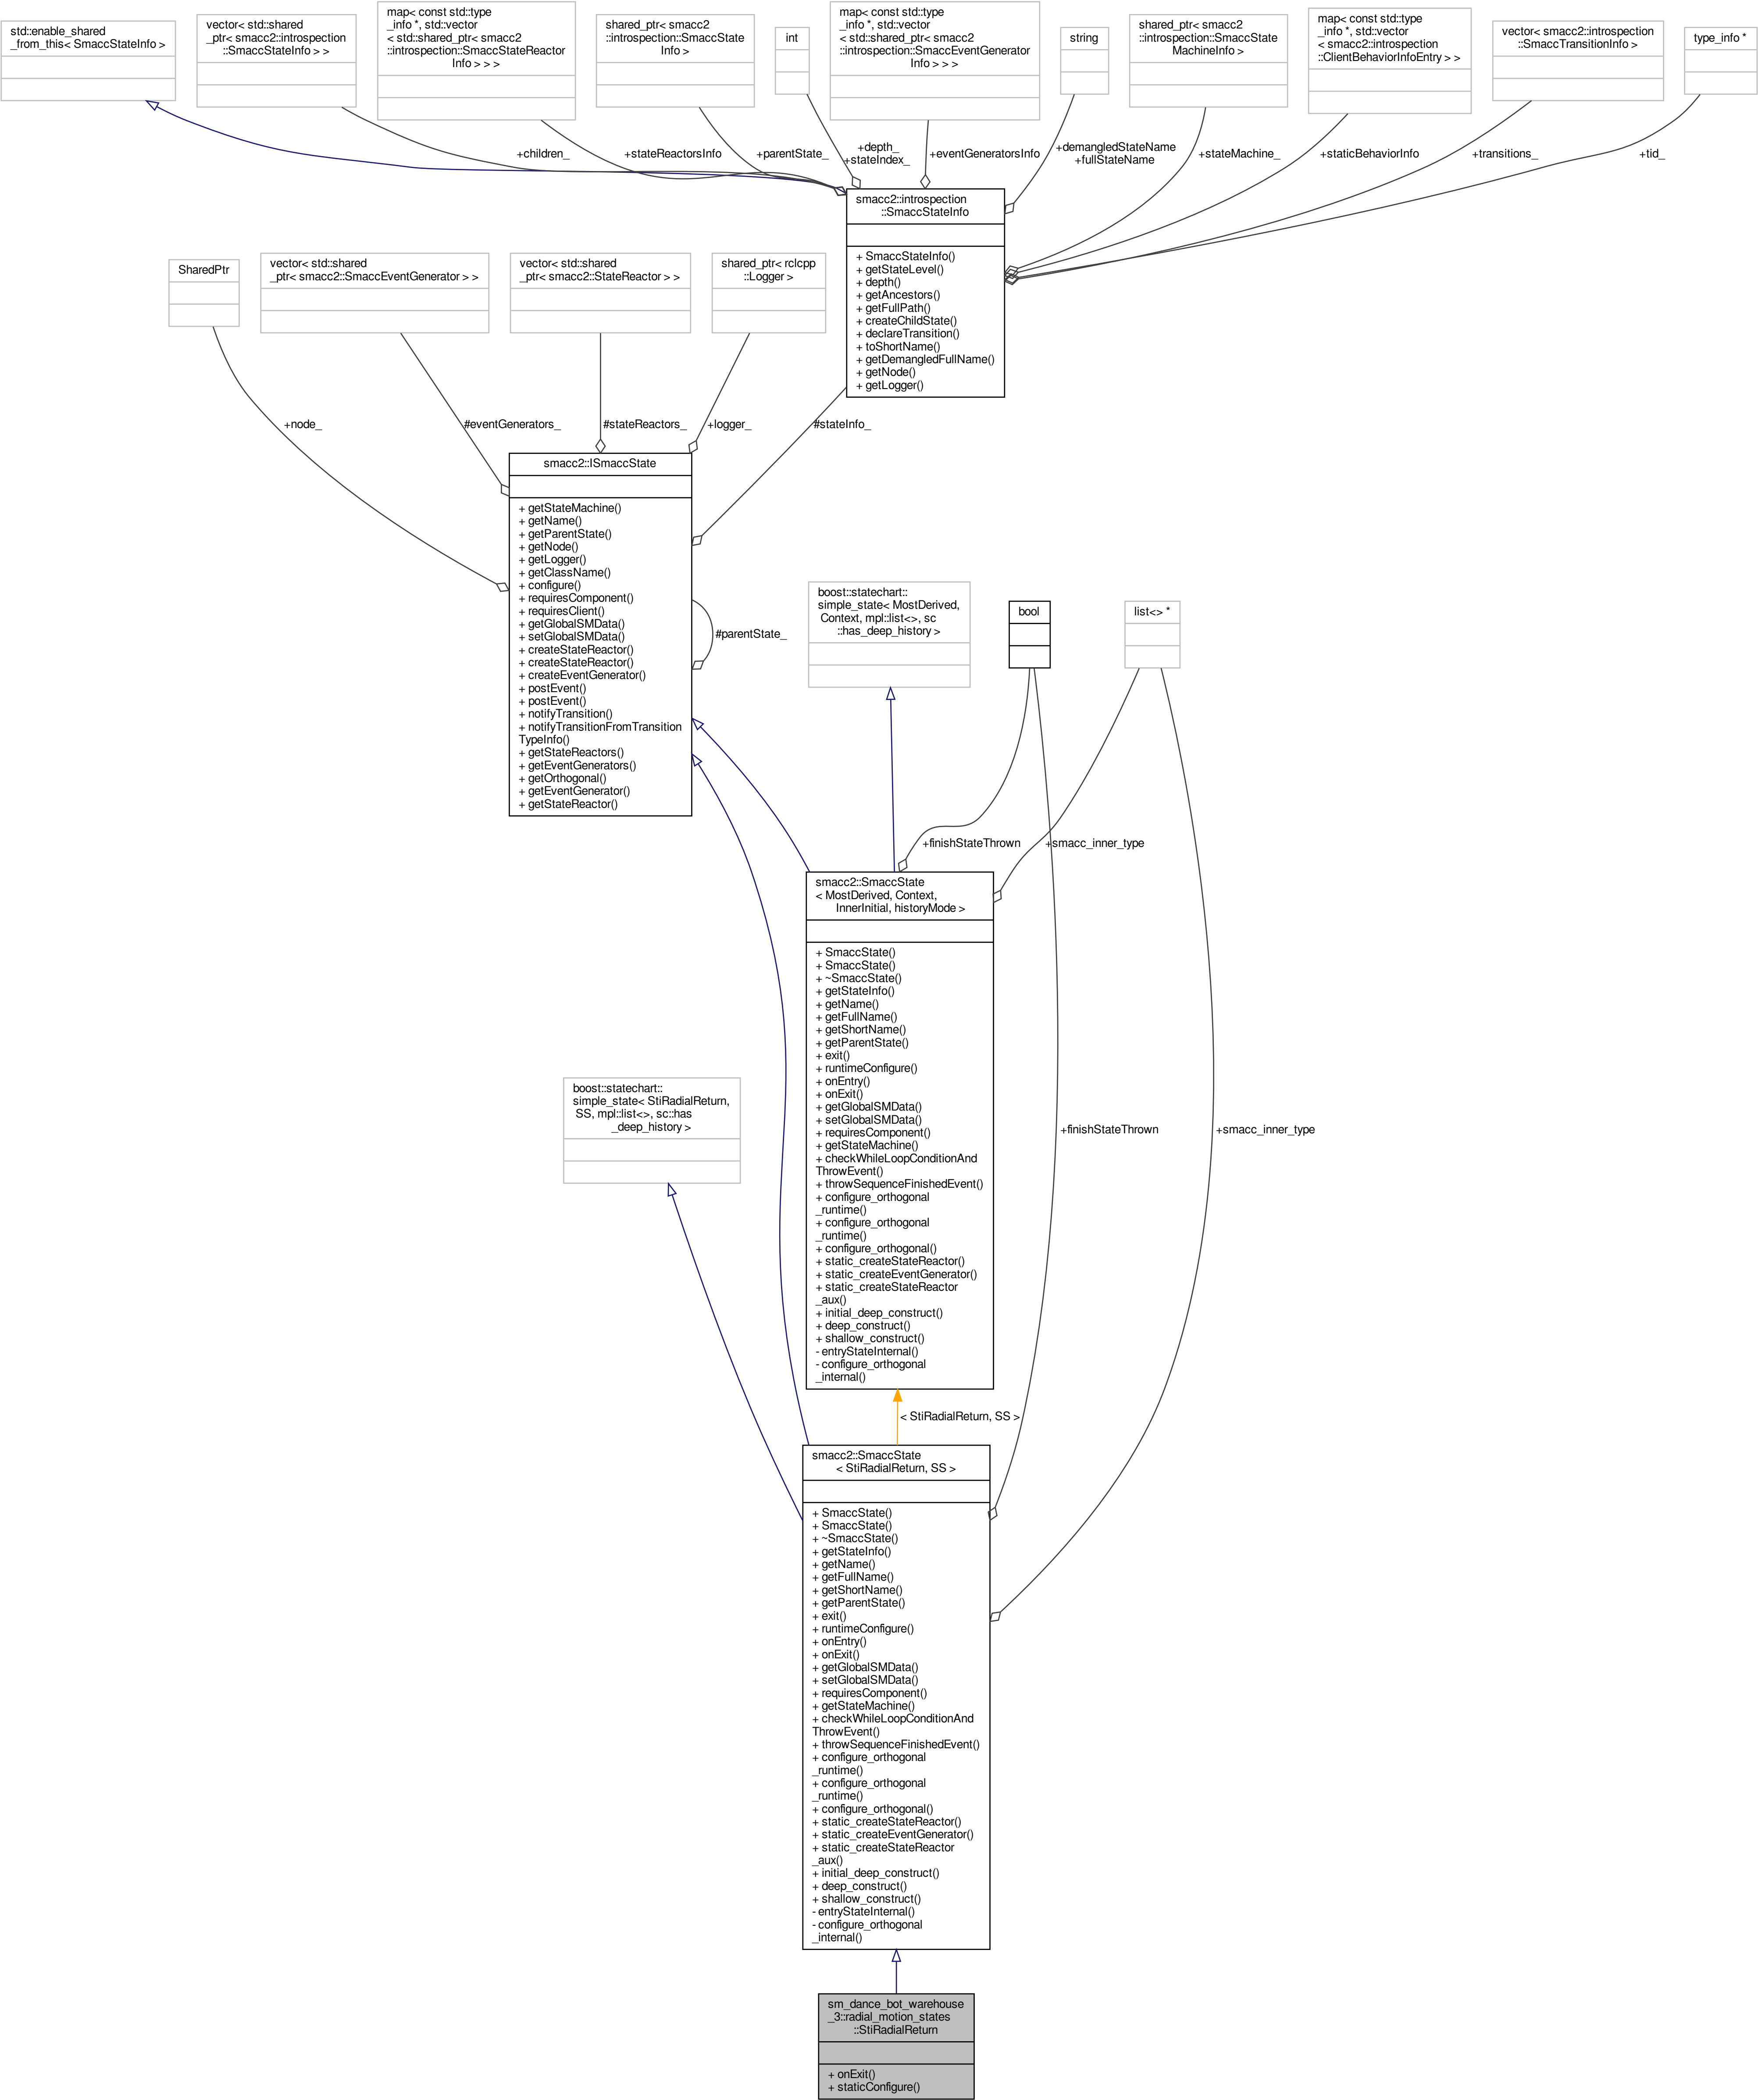 std::enable_shared
_from_this< SmaccStateInfo >
vector< std::shared
_ptr< smacc2::introspection
::SmaccStateInfo > >
map< const std::type
_info *, std::vector
< std::shared_ptr< smacc2
::introspection::SmaccStateReactor
Info > > >
shared_ptr< smacc2
::introspection::SmaccState
Info >
int
map< const std::type
_info *, std::vector
< std::shared_ptr< smacc2
::introspection::SmaccEventGenerator
Info > > >
string
shared_ptr< smacc2
::introspection::SmaccState
MachineInfo >
map< const std::type
_info *, std::vector
< smacc2::introspection
::ClientBehaviorInfoEntry > >
vector< smacc2::introspection
::SmaccTransitionInfo >
type_info *
+children_
+stateReactorsInfo
+parentState_
+depth_
+stateIndex_
+eventGeneratorsInfo
+demangledStateName
+fullStateName
+stateMachine_
+staticBehaviorInfo
+transitions_
+tid_
smacc2::introspection
::SmaccStateInfo
+ SmaccStateInfo()
+ getStateLevel()
+ depth()
+ getAncestors()
+ getFullPath()
+ createChildState()
+ declareTransition()
+ toShortName()
+ getDemangledFullName()
+ getNode()
+ getLogger()
SharedPtr
vector< std::shared
_ptr< smacc2::SmaccEventGenerator > >
vector< std::shared
_ptr< smacc2::StateReactor > >
shared_ptr< rclcpp
::Logger >
+node_
#eventGenerators_
#stateReactors_
+logger_
#stateInfo_
smacc2::ISmaccState
+ getStateMachine()
+ getName()
+ getParentState()
+ getNode()
+ getLogger()
+ getClassName()
+ configure()
+ requiresComponent()
+ requiresClient()
+ getGlobalSMData()
+ setGlobalSMData()
+ createStateReactor()
+ createStateReactor()
+ createEventGenerator()
+ postEvent()
+ postEvent()
+ notifyTransition()
+ notifyTransitionFromTransition
TypeInfo()
+ getStateReactors()
+ getEventGenerators()
+ getOrthogonal()
+ getEventGenerator()
+ getStateReactor()
#parentState_
boost::statechart::
simple_state< MostDerived,
Context, mpl::list<>, sc
::has_deep_history >
bool
list<> *
+finishStateThrown
+smacc_inner_type
smacc2::SmaccState
< MostDerived, Context,
InnerInitial, historyMode >
+ SmaccState()
+ SmaccState()
+ ~SmaccState()
+ getStateInfo()
+ getName()
+ getFullName()
+ getShortName()
+ getParentState()
+ exit()
+ runtimeConfigure()
+ onEntry()
+ onExit()
+ getGlobalSMData()
+ setGlobalSMData()
+ requiresComponent()
+ getStateMachine()
+ checkWhileLoopConditionAnd
ThrowEvent()
+ throwSequenceFinishedEvent()
+ configure_orthogonal
_runtime()
+ configure_orthogonal
_runtime()
+ configure_orthogonal()
+ static_createStateReactor()
+ static_createEventGenerator()
+ static_createStateReactor
_aux()
+ initial_deep_construct()
+ deep_construct()
+ shallow_construct()
- entryStateInternal()
- configure_orthogonal
_internal()
boost::statechart::
simple_state< StiRadialReturn,
SS, mpl::list<>, sc::has
_deep_history >
+finishStateThrown
+smacc_inner_type
< StiRadialReturn, SS >
smacc2::SmaccState
< StiRadialReturn, SS >
+ SmaccState()
+ SmaccState()
+ ~SmaccState()
+ getStateInfo()
+ getName()
+ getFullName()
+ getShortName()
+ getParentState()
+ exit()
+ runtimeConfigure()
+ onEntry()
+ onExit()
+ getGlobalSMData()
+ setGlobalSMData()
+ requiresComponent()
+ getStateMachine()
+ checkWhileLoopConditionAnd
ThrowEvent()
+ throwSequenceFinishedEvent()
+ configure_orthogonal
_runtime()
+ configure_orthogonal
_runtime()
+ configure_orthogonal()
+ static_createStateReactor()
+ static_createEventGenerator()
+ static_createStateReactor
_aux()
+ initial_deep_construct()
+ deep_construct()
+ shallow_construct()
- entryStateInternal()
- configure_orthogonal
_internal()
sm_dance_bot_warehouse
_3::radial_motion_states
::StiRadialReturn
+ onExit()
+ staticConfigure()